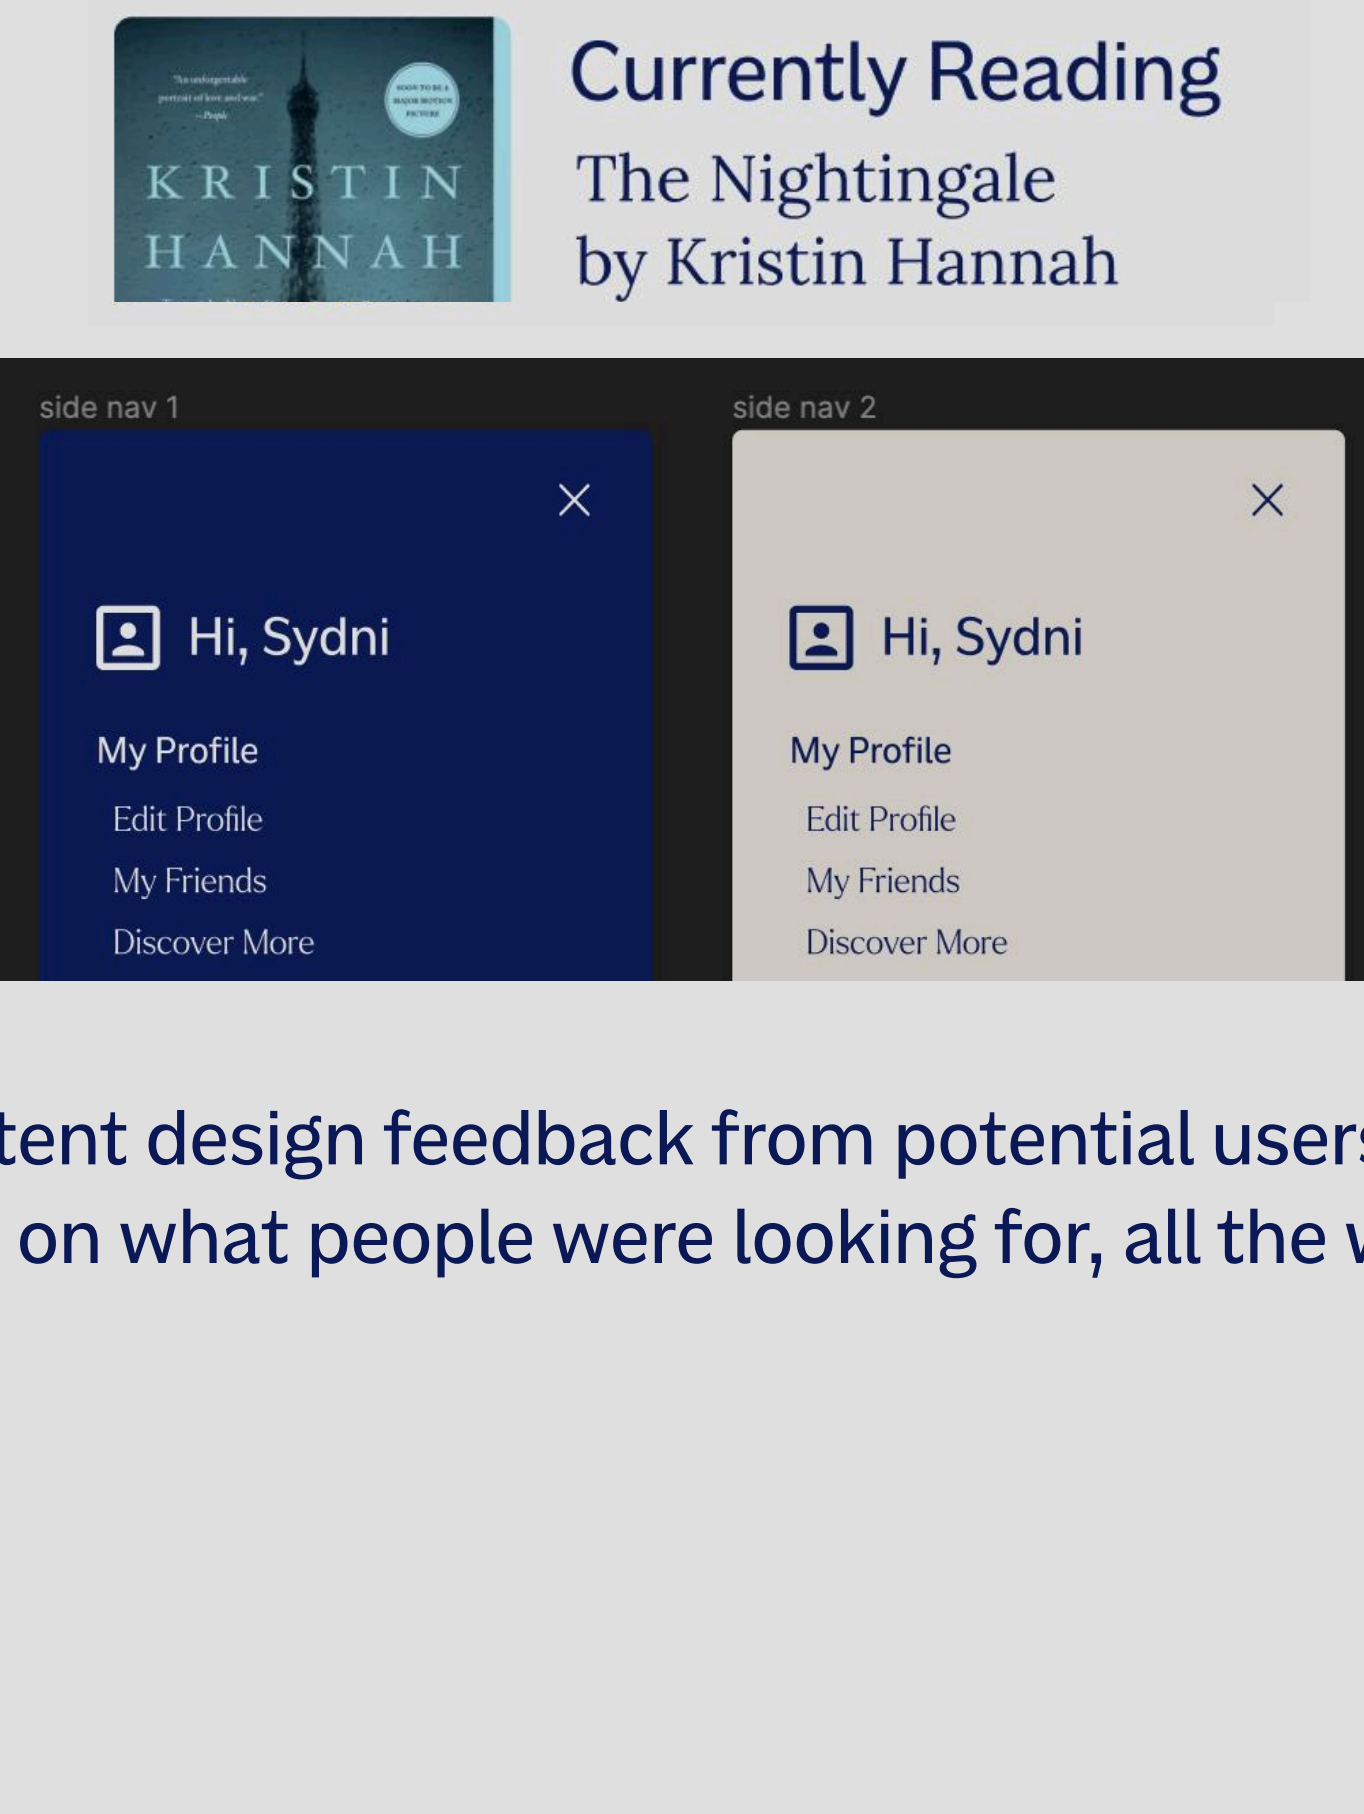 "An unforgettable
portrait of love and war."
—People
SOON TO BE A
MAJOR MOTION
PICTURE
KRISTIN
HANNAH
Currently Reading
The Nightingale
by Kristin Hannah
side nav 1
Hi, Sydni
My Profile
Edit Profile
My Friends
Discover More
side nav 2
Hi, Sydni
My Profile
Edit Profile
My Friends
Discover More
tent design feedback from potential users
on what people were looking for, all the w